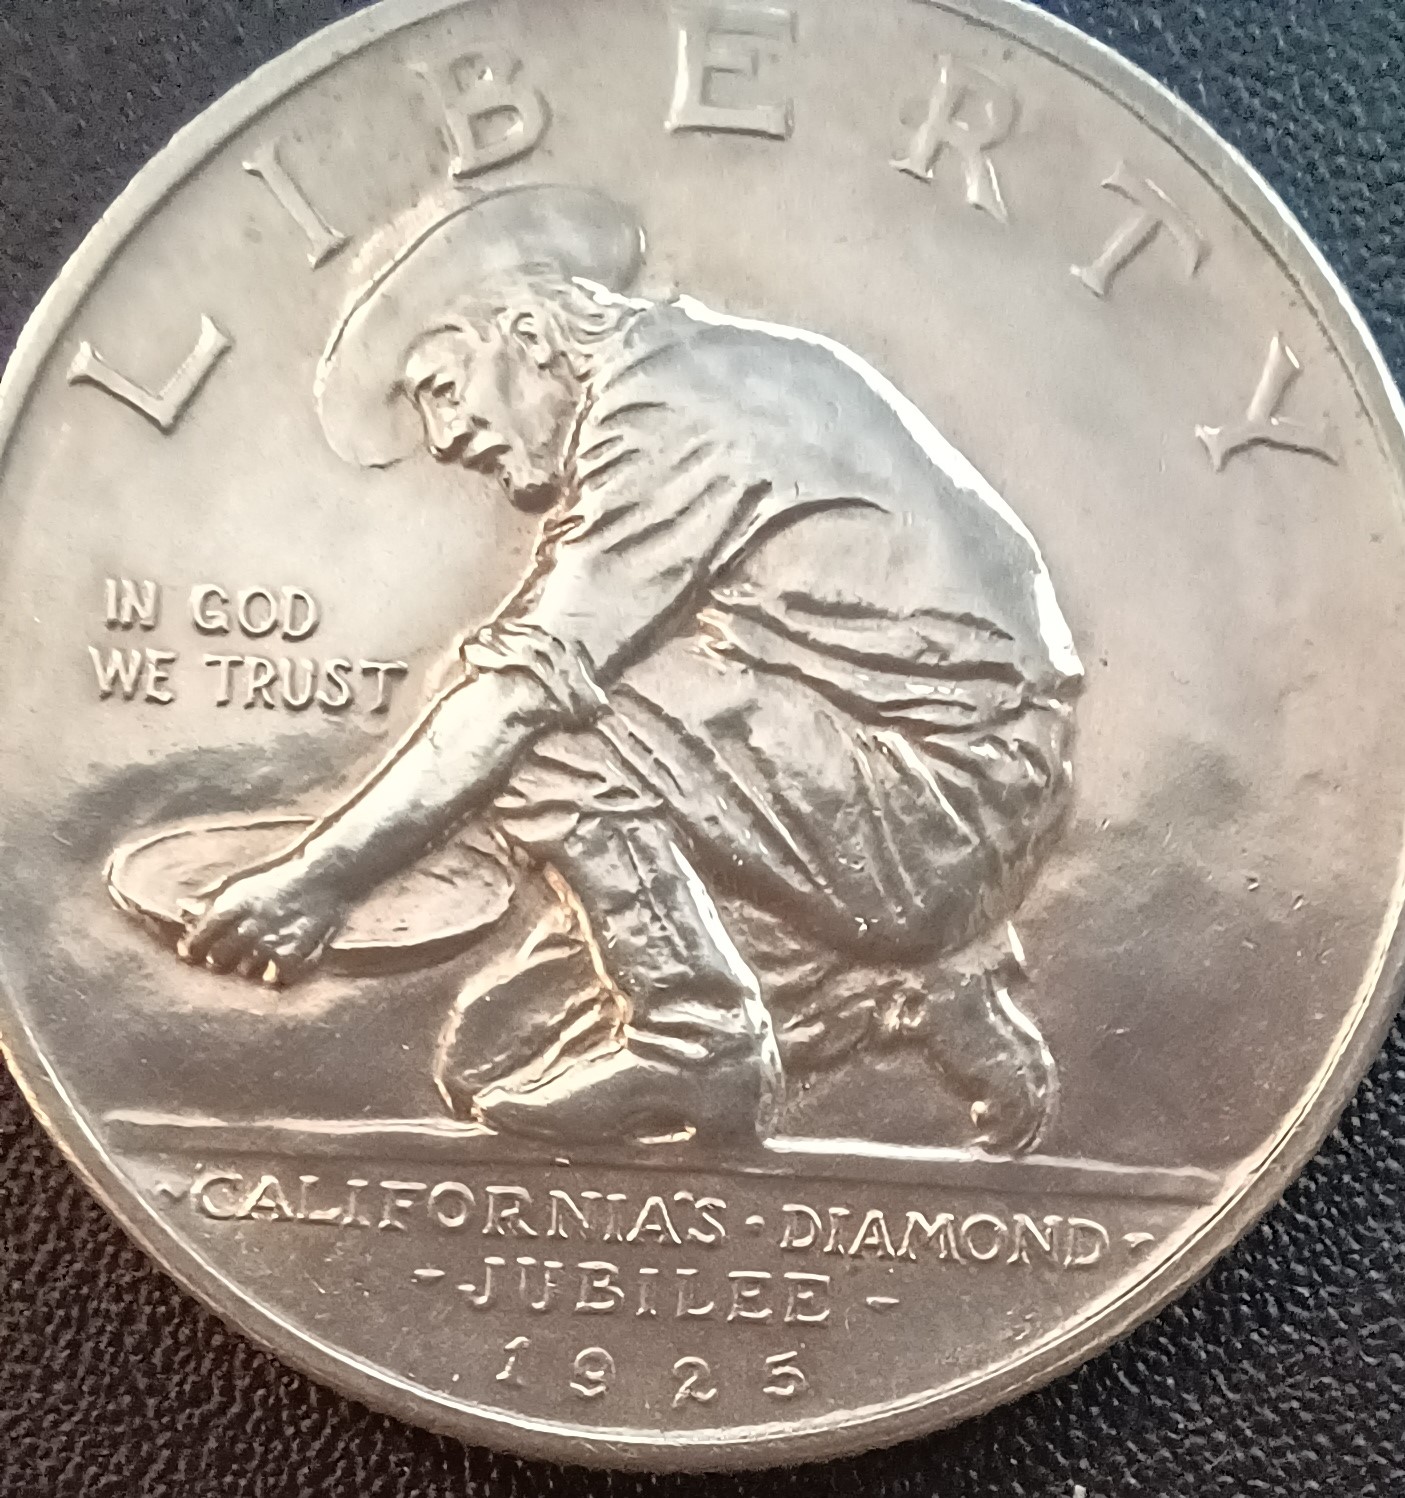 LIBERTY
IN GOD
WE TRUST
-CALIFORNIA'S-DIAMOND-
-JUBILEE-
1925